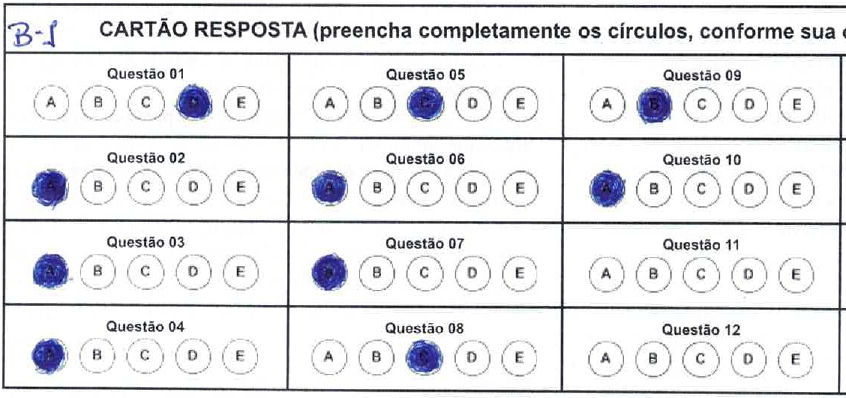 B-1 CARTÃO RESPOSTA (preencha completamente os círculos, conforme sua
Questão 01 Questão 05 Questão 09
A B C D E A B C D E A B C D E
Questão 02 Questão 06 Questão 10
A B C D E A B C D E A B C D E
Questão 03 Questão 07 Questão 11
A B C D E A B C D E A B C D E
Questão 04 Questão 08 Questão 12
A B C D E A B C D E A B C D E